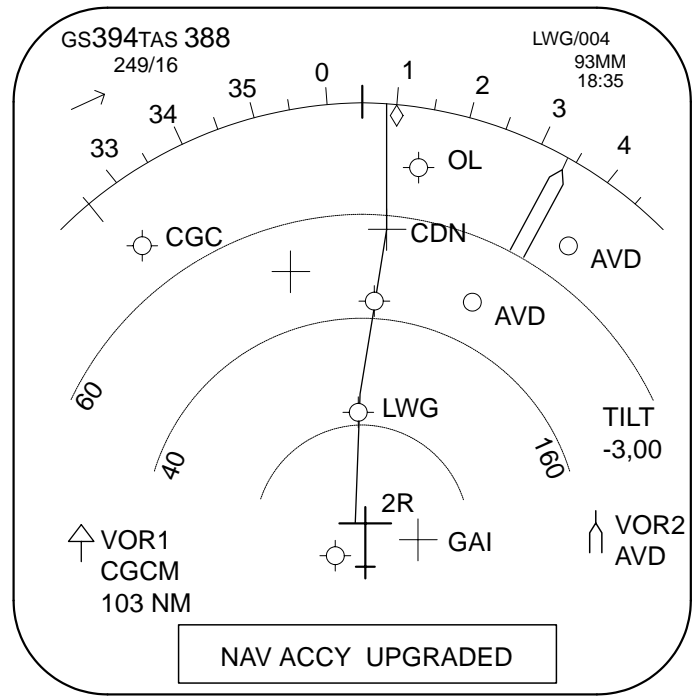 GS394TAS 388
249/16
LWG/004
93MM
18:35
33
34
35
0
1
2
3
4
OL
CGC
CDN
AVD
AVD
LWG
60
40
160
TILT
-3,00
2R
GAI
VOR1
CGCM
103 NM
VOR2
AVD
NAV ACCY UPGRADED